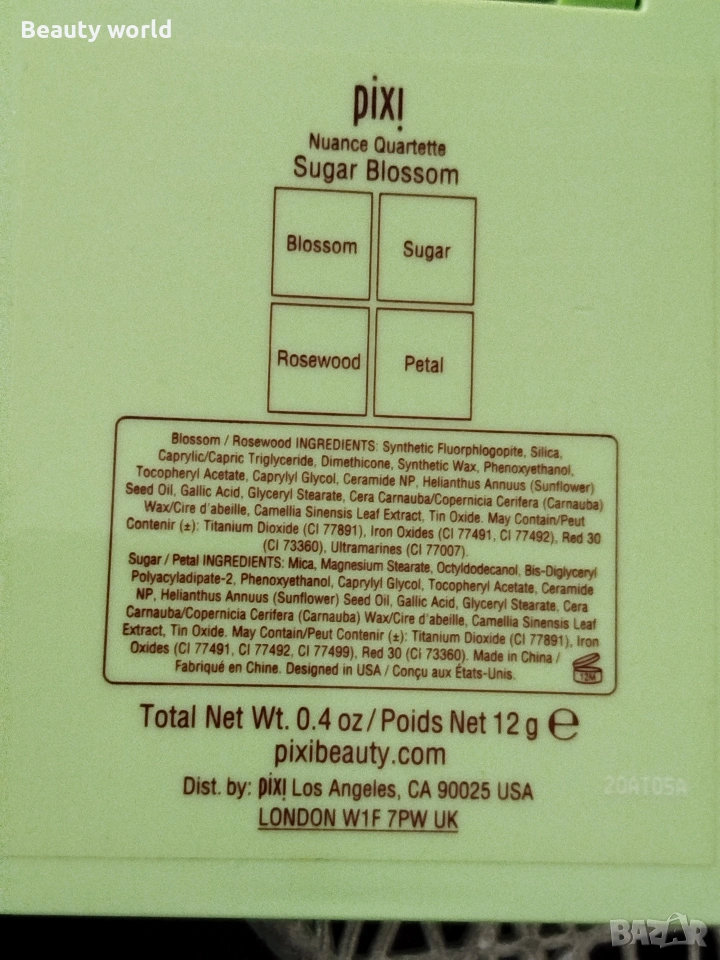 Beauty world
pixi
Nuance Quartette
Sugar Blossom
Blossom
Sugar
Rosewood
Petal
Blossom / Rosewood INGREDIENTS: Synthetic Fluorphlogopite, Silica,
Caprylic/Capric Triglyceride, Dimethicone, Synthetic Wax, Phenoxyethanol,
Tocopheryl Acetate, Caprylyl Glycol, Ceramide NP, Helianthus Annuus (Sunflower)
Seed Oil, Gallic Acid, Glyceryl Stearate, Cera Carnauba/Copernicia Cerifera (Carnauba)
Wax/Cire d'abeille, Camellia Sinensis Leaf Extract, Tin Oxide. May Contain/Peut
Contenir (±): Titanium Dioxide (CI 77891), Iron Oxides (CI 77491, CI 77492), Red 30
(CI 73360), Ultramarines (CI 77007).
Sugar / Petal INGREDIENTS: Mica, Magnesium Stearate, Octyldodecanol, Bis-Diglyceryl
Polyacyladipate-2, Phenoxyethanol, Caprylyl Glycol, Tocopheryl Acetate, Ceramide
NP, Helianthus Annuus (Sunflower) Seed Oil, Gallic Acid, Glyceryl Stearate, Cera
Carnauba/Copernicia Cerifera (Carnauba) Wax/Cire d'abeille, Camellia Sinensis Leaf
Extract, Tin Oxide. May Contain/Peut Contenir (±): Titanium Dioxide (CI 77891), Iron
Oxides (CI 77491, CI 77492, CI 77499), Red 30 (Ci 73360). Made in China /
Fabriqué en Chine. Designed in USA / Conçu aux États-Unis.
12M
Total Net Wt. 0.4 oz / Poids Net 12 g e
pixibeauty.com
Dist. by: pixi Los Angeles, CA 90025 USA
LONDON W1F 7PW UK
20AT05A
BAZAR